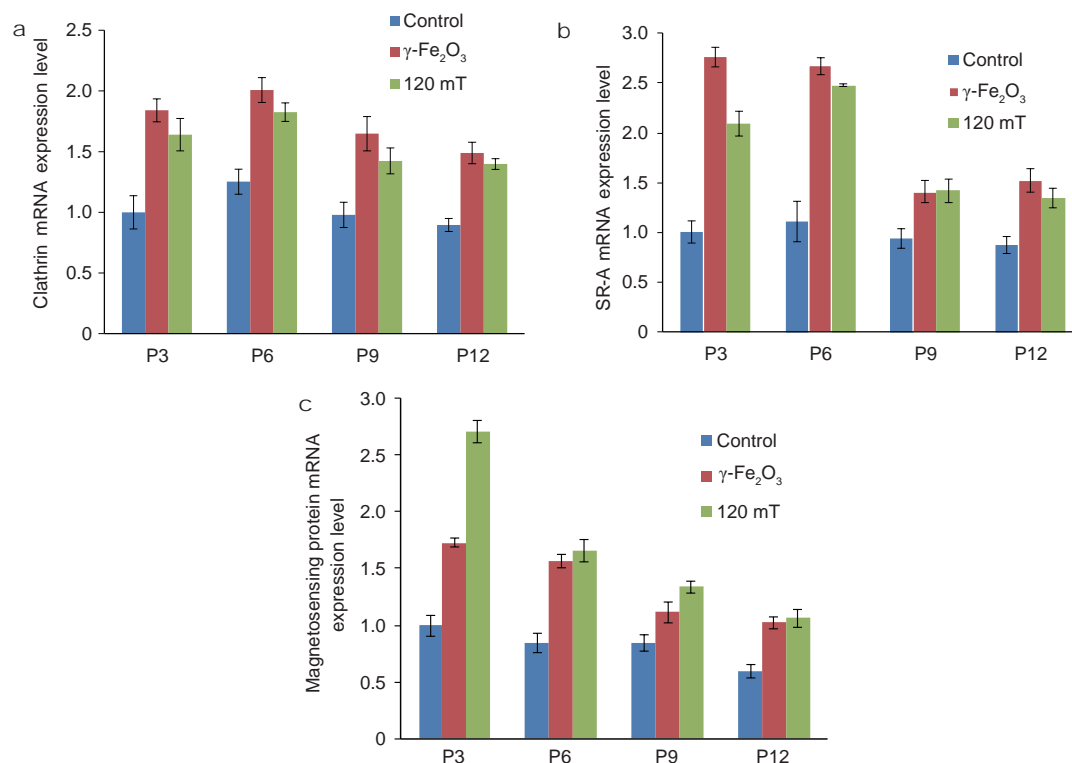 a
Clathrin mRNA expression level
2.5
2.0
1.5
1.0
0.5
0
P3 P6 P9 P12
Control
γ-Fe₂O₃
120 mT
b
SR-A mRNA expression level
3.0
2.5
2.0
1.5
1.0
0.5
0
P3 P6 P9 P12
Control
γ-Fe₂O₃
120 mT
c
Magnetosensing protein mRNA
expression level
3.0
2.5
2.0
1.5
1.0
0.5
0
P3 P6 P9 P12
Control
γ-Fe₂O₃
120 mT